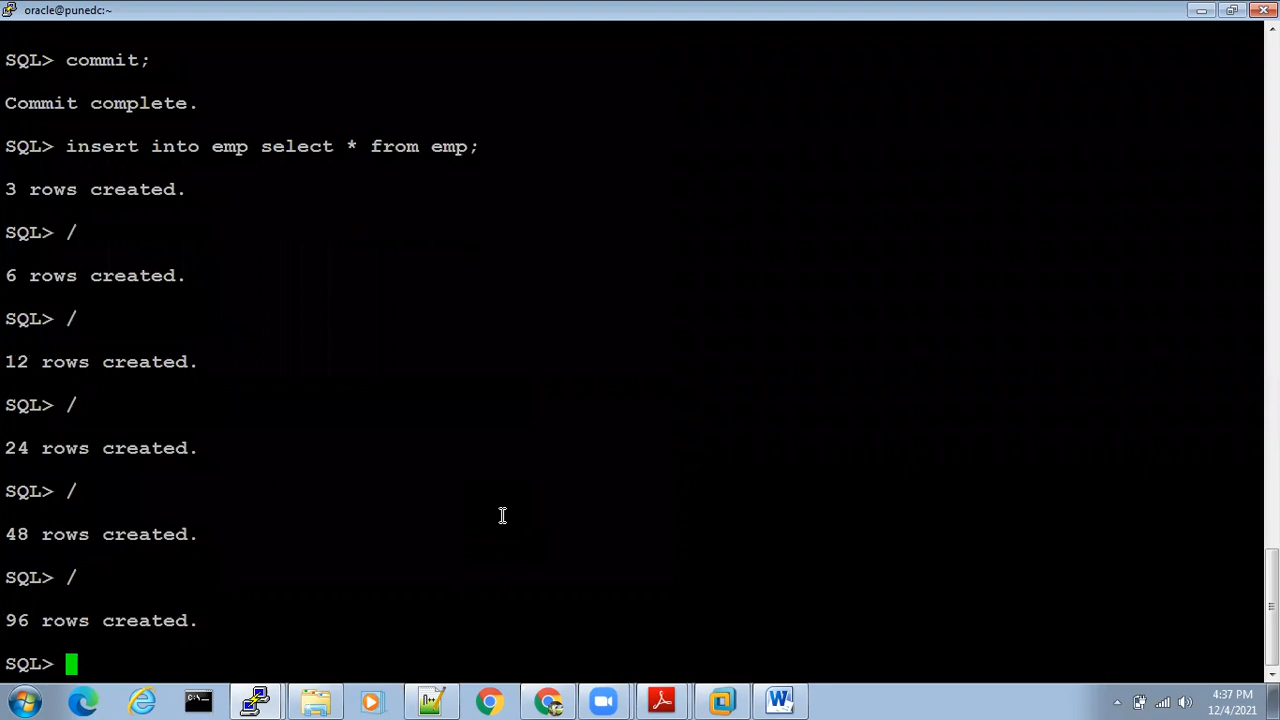 oracle@punedc:~
SQL> commit;
Commit complete.
SQL> insert into emp select * from emp;
3 rows created.
SQL> /
6 rows created.
SQL> /
12 rows created.
SQL> /
24 rows created.
SQL> /
48 rows created.
SQL> /
96 rows created.
SQL>
4:37 PM
12/4/2021